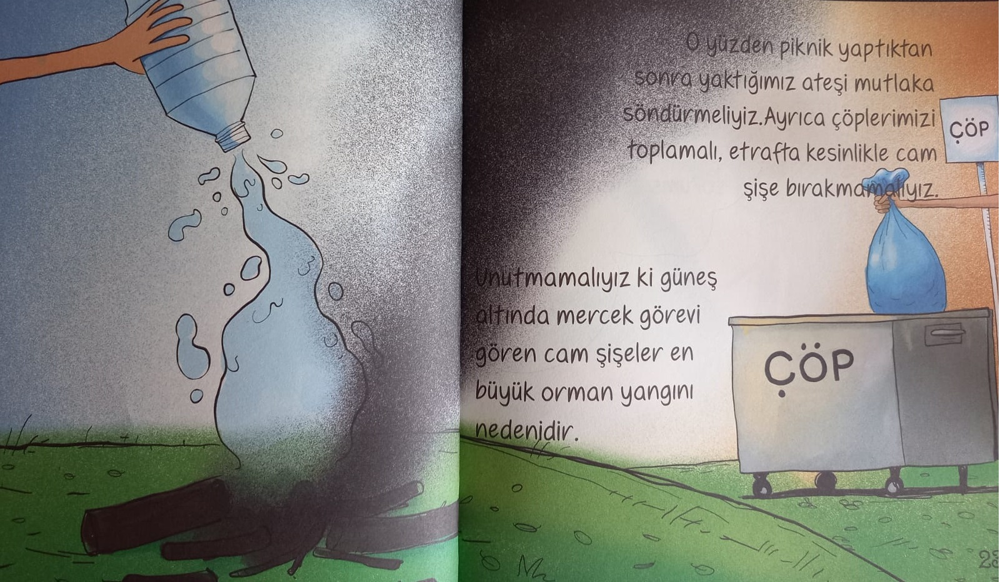 O yüzden piknik yaptıktan
sonra yaktığımız ateşi mutlaka
söndürmeliyiz.Ayrıca çöplerimizi
toplamalı, etrafta kesinlikle cam
şişe bırakmamalıyız.
ÇÖP
Unutmamalıyız ki güneş
altında mercek görevi
gören cam şişeler en
büyük orman yangını
nedenidir.
ÇÖP
23